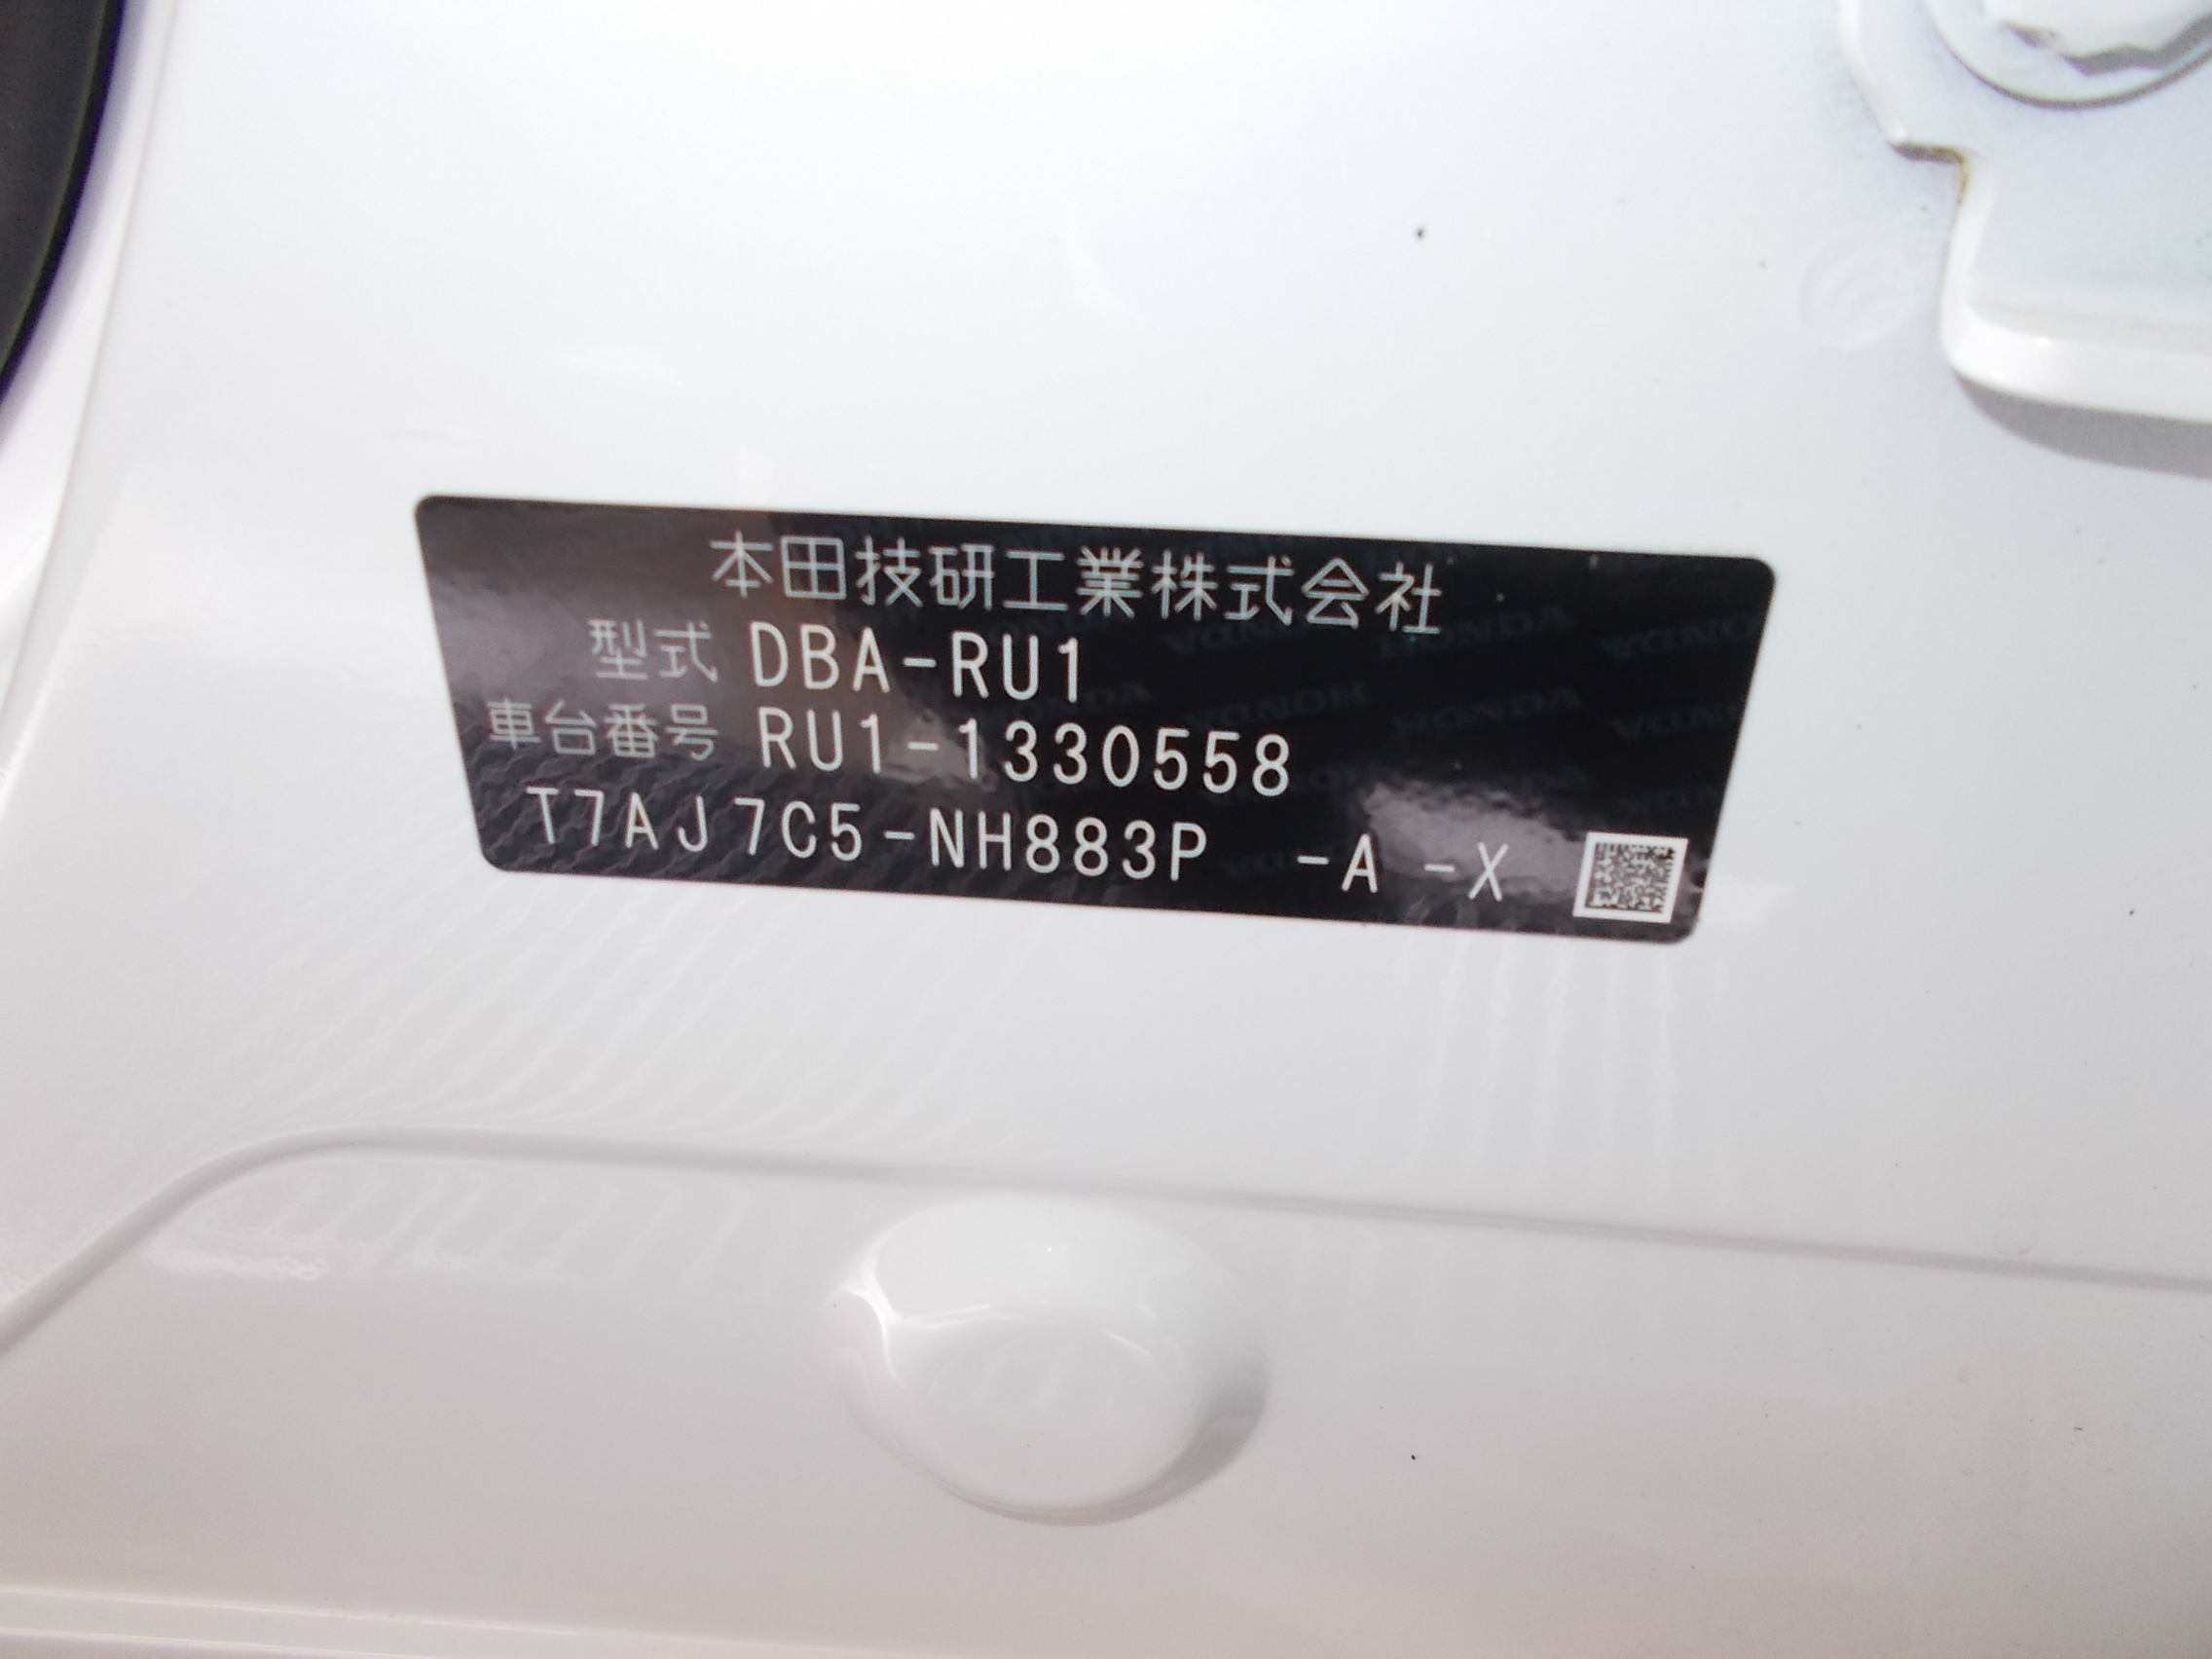 本田技研工業株式会社
型式 DBA-RU1
車台番号 RU1-1330558
T7AJ7C5-NH883P -A -X